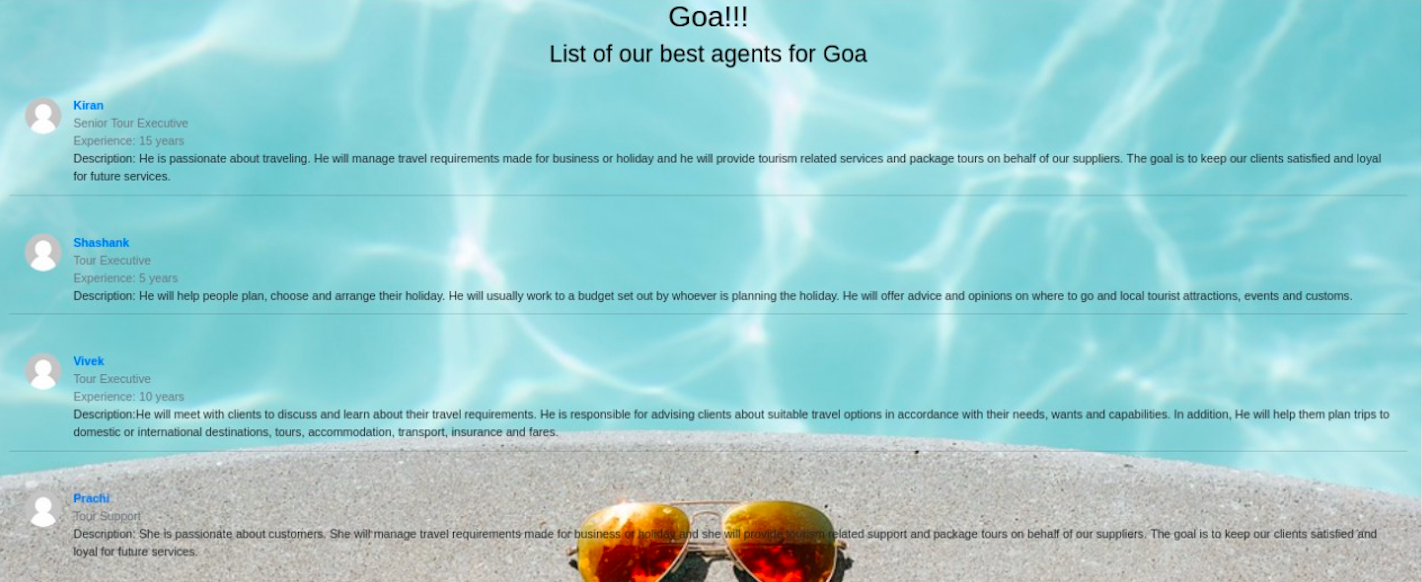 Goa!!!
List of our best agents for Goa
Kiran
Senior Tour Executive
Experience: 15 years
Description: He is passionate about traveling. He will manage travel requirements made for business or holiday and he will provide tourism related services and package tours on behalf of our suppliers. The goal is to keep our clients satisfied and loyal
for future services.
Shashank
Tour Executive
Experience: 5 years
Description: He will help people plan, choose and arrange their holiday. He will usually work to a budget set out by whoever is planning the holiday. He will offer advice and opinions on where to go and local tourist attractions, events and customs.
Vivek
Tour Executive
Experience: 10 years
Description:He will meet with clients to discuss and learn about their travel requirements. He is responsible for advising clients about suitable travel options in accordance with their needs, wants and capabilities. In addition, He will help them plan trips to
domestic or international destinations, tours, accommodation, transport, insurance and fares.
Prachi
Tour Support
Description: She is passionate about customers. She will manage travel requirements made for business or holiday and she will provide tourism related support and package tours on behalf of our suppliers. The goal is to keep our clients satisfied and
loyal for future services.